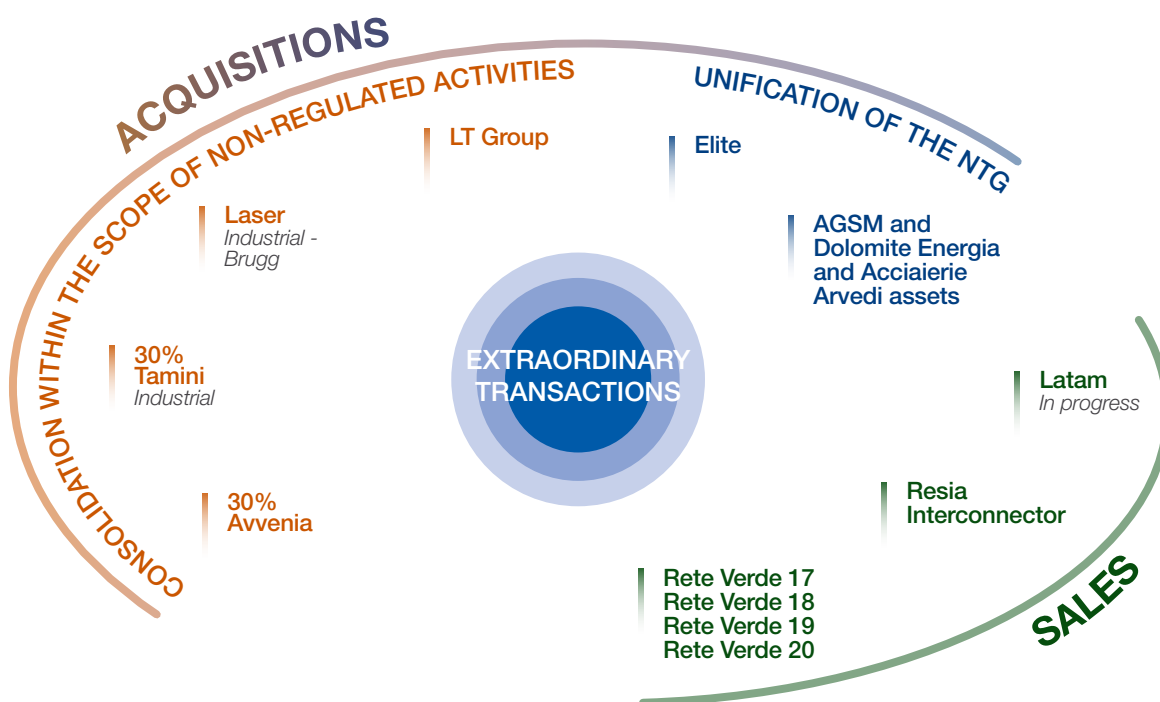 ACQUISITIONS
CONSOLIDATION WITHIN THE SCOPE OF NON-REGULATED ACTIVITIES
UNIFICATION OF THE NTG
LT Group
Elite
Laser
Industrial -
Brugg
AGSM and
Dolomite Energia
and Acciaierie
Arvedi assets
30%
Tamini
Industrial
EXTRAORDINARY
TRANSACTIONS
Latam
In progress
30%
Avvenia
Resia
Interconnector
Rete Verde 17
Rete Verde 18
Rete Verde 19
Rete Verde 20
SALES